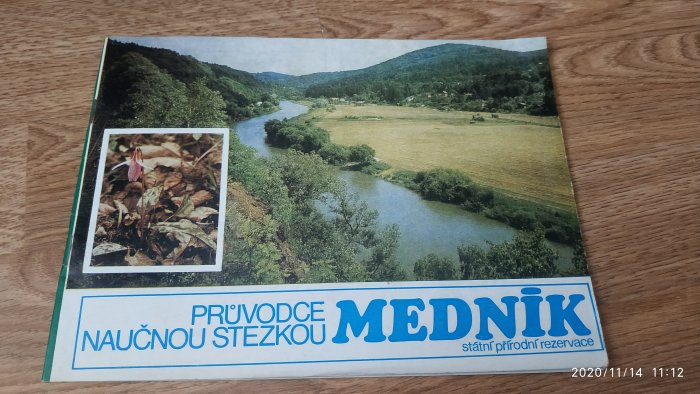 PRŮVODCE
NAUČNOU STEZKOU
MEDNÍK
státní přírodní rezervace
2020/11/14 11:12